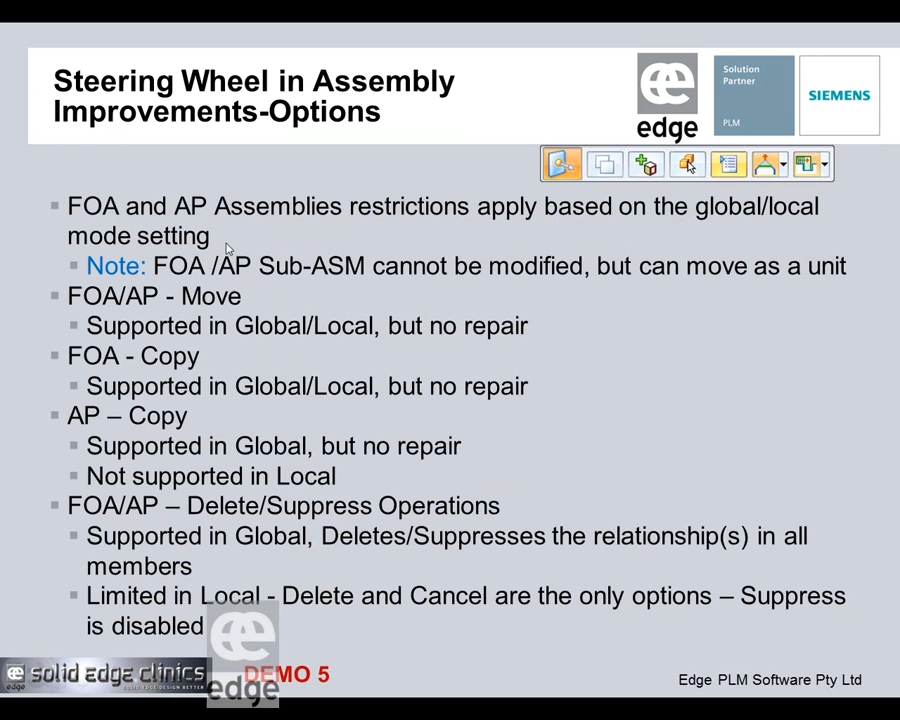 Steering Wheel in Assembly
Improvements-Options
edge
Solution
Partner
PLM
SIEMENS
FOA and AP Assemblies restrictions apply based on the global/local
mode setting
Note: FOA /AP Sub-ASM cannot be modified, but can move as a unit
FOA/AP - Move
Supported in Global/Local, but no repair
FOA - Copy
Supported in Global/Local, but no repair
AP – Copy
Supported in Global, but no repair
Not supported in Local
FOA/AP – Delete/Suppress Operations
Supported in Global, Deletes/Suppresses the relationship(s) in all
members
Limited in Local - Delete and Cancel are the only options – Suppress
is disabled
edge
solid edge clinics
SOLID EDGE DESIGN BETTER
edge
DEMO 5
Edge PLM Software Pty Ltd